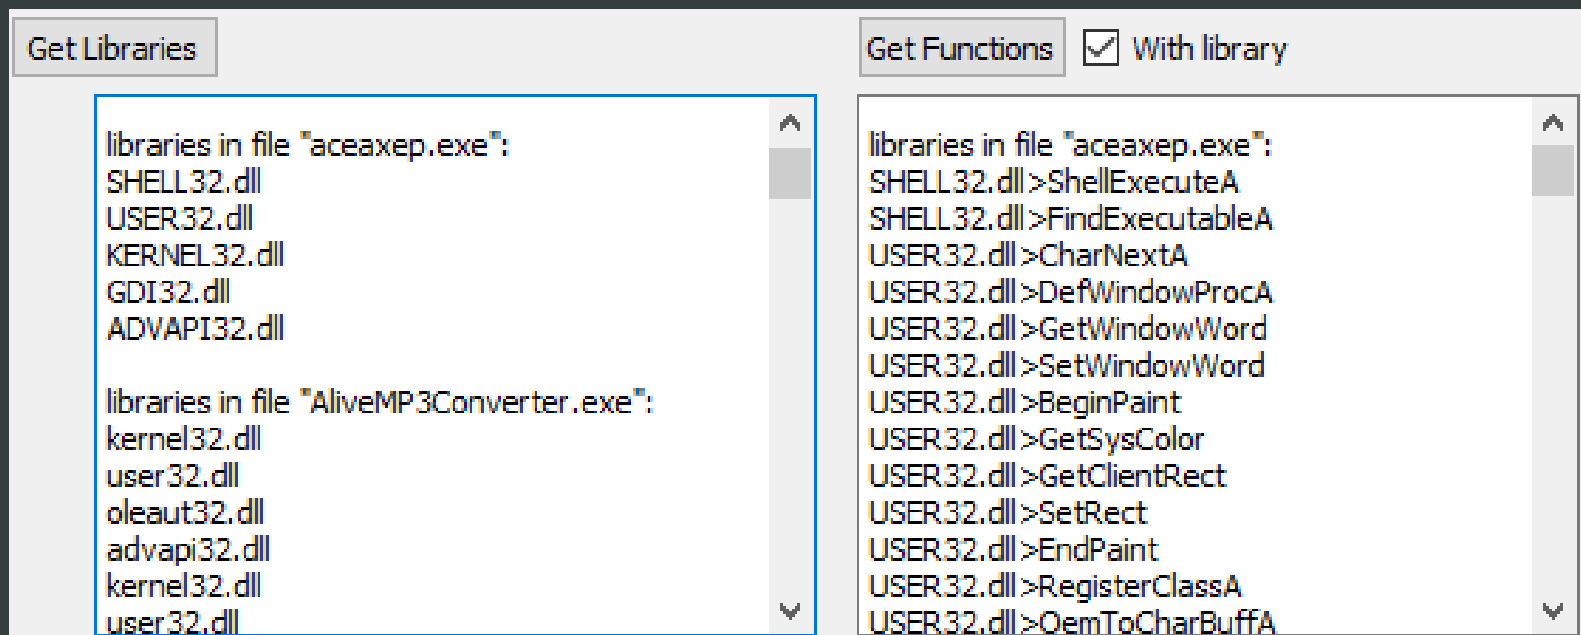 Get Libraries
libraries in file "aceaxep.exe":
SHELL32.dll
USER32.dll
KERNEL32.dll
GDI32.dll
ADVAPI32.dll
libraries in file "AliveMP3Converter.exe":
kernel32.dll
user32.dll
oleaut32.dll
advapi32.dll
kernel32.dll
user32.dll
Get Functions
With library
libraries in file "aceaxep.exe":
SHELL32.dll>ShellExecuteA
SHELL32.dll>FindExecutableA
USER32.dll>CharNextA
USER32.dll>DefWindowProcA
USER32.dll>GetWindowWord
USER32.dll>SetWindowWord
USER32.dll>BeginPaint
USER32.dll>GetSysColor
USER32.dll>GetClientRect
USER32.dll>SetRect
USER32.dll>EndPaint
USER32.dll>RegisterClassA
USER32.dll>OemToCharBuffA